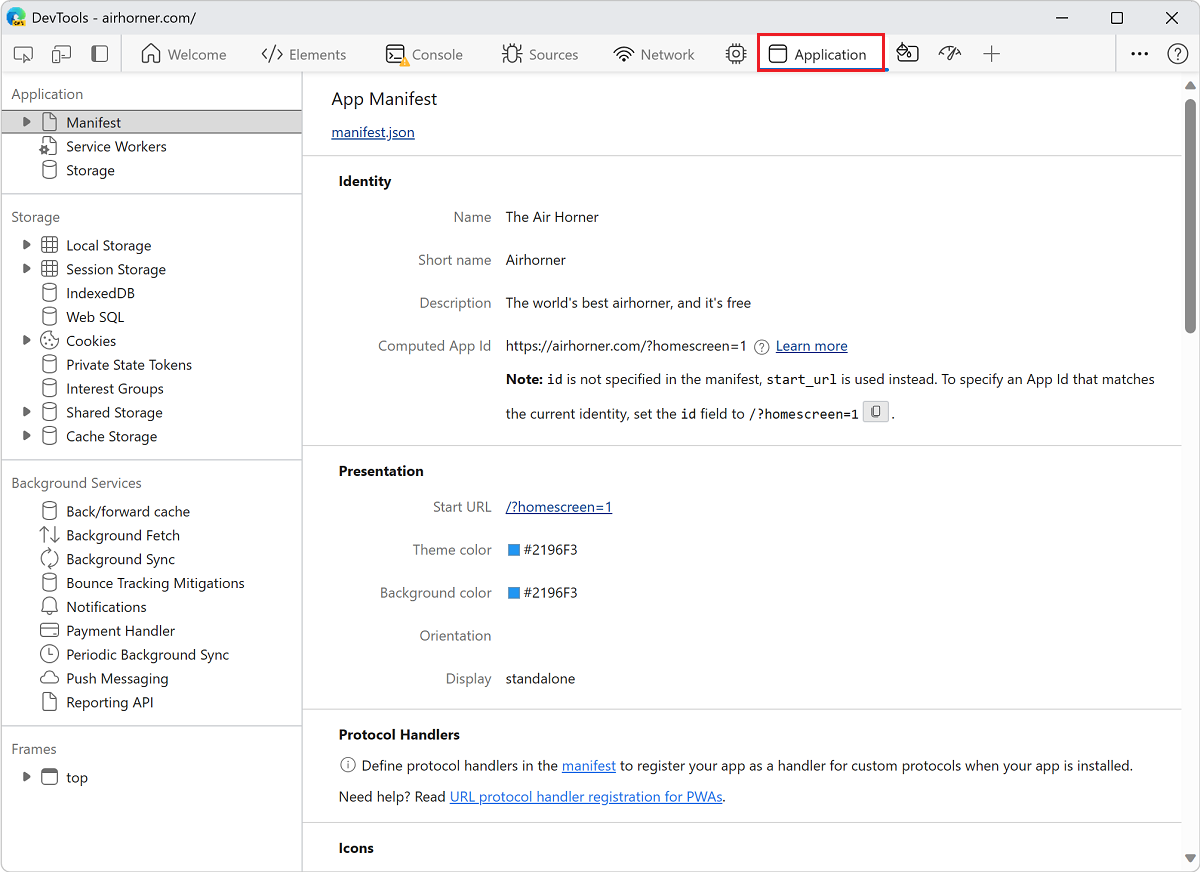 DevTools - airhorner.com/
Welcome
Elements
Console
Sources
Network
Application
Application
Manifest
Service Workers
Storage
Storage
Local Storage
Session Storage
IndexedDB
Web SQL
Cookies
Private State Tokens
Interest Groups
Shared Storage
Cache Storage
Background Services
Back/forward cache
Background Fetch
Background Sync
Bounce Tracking Mitigations
Notifications
Payment Handler
Periodic Background Sync
Push Messaging
Reporting API
Frames
top
App Manifest
manifest.json
Identity
Name The Air Horner
Short name Airhorner
Description The world's best airhorner, and it's free
Computed App Id https://airhorner.com/?homescreen=1 Learn more
Note: id is not specified in the manifest, start_url is used instead. To specify an App Id that matches
the current identity, set the id field to /?homescreen=1 .
Presentation
Start URL /?homescreen=1
Theme color #2196F3
Background color #2196F3
Orientation
Display standalone
Protocol Handlers
Define protocol handlers in the manifest to register your app as a handler for custom protocols when your app is installed.
Need help? Read URL protocol handler registration for PWAs.
Icons